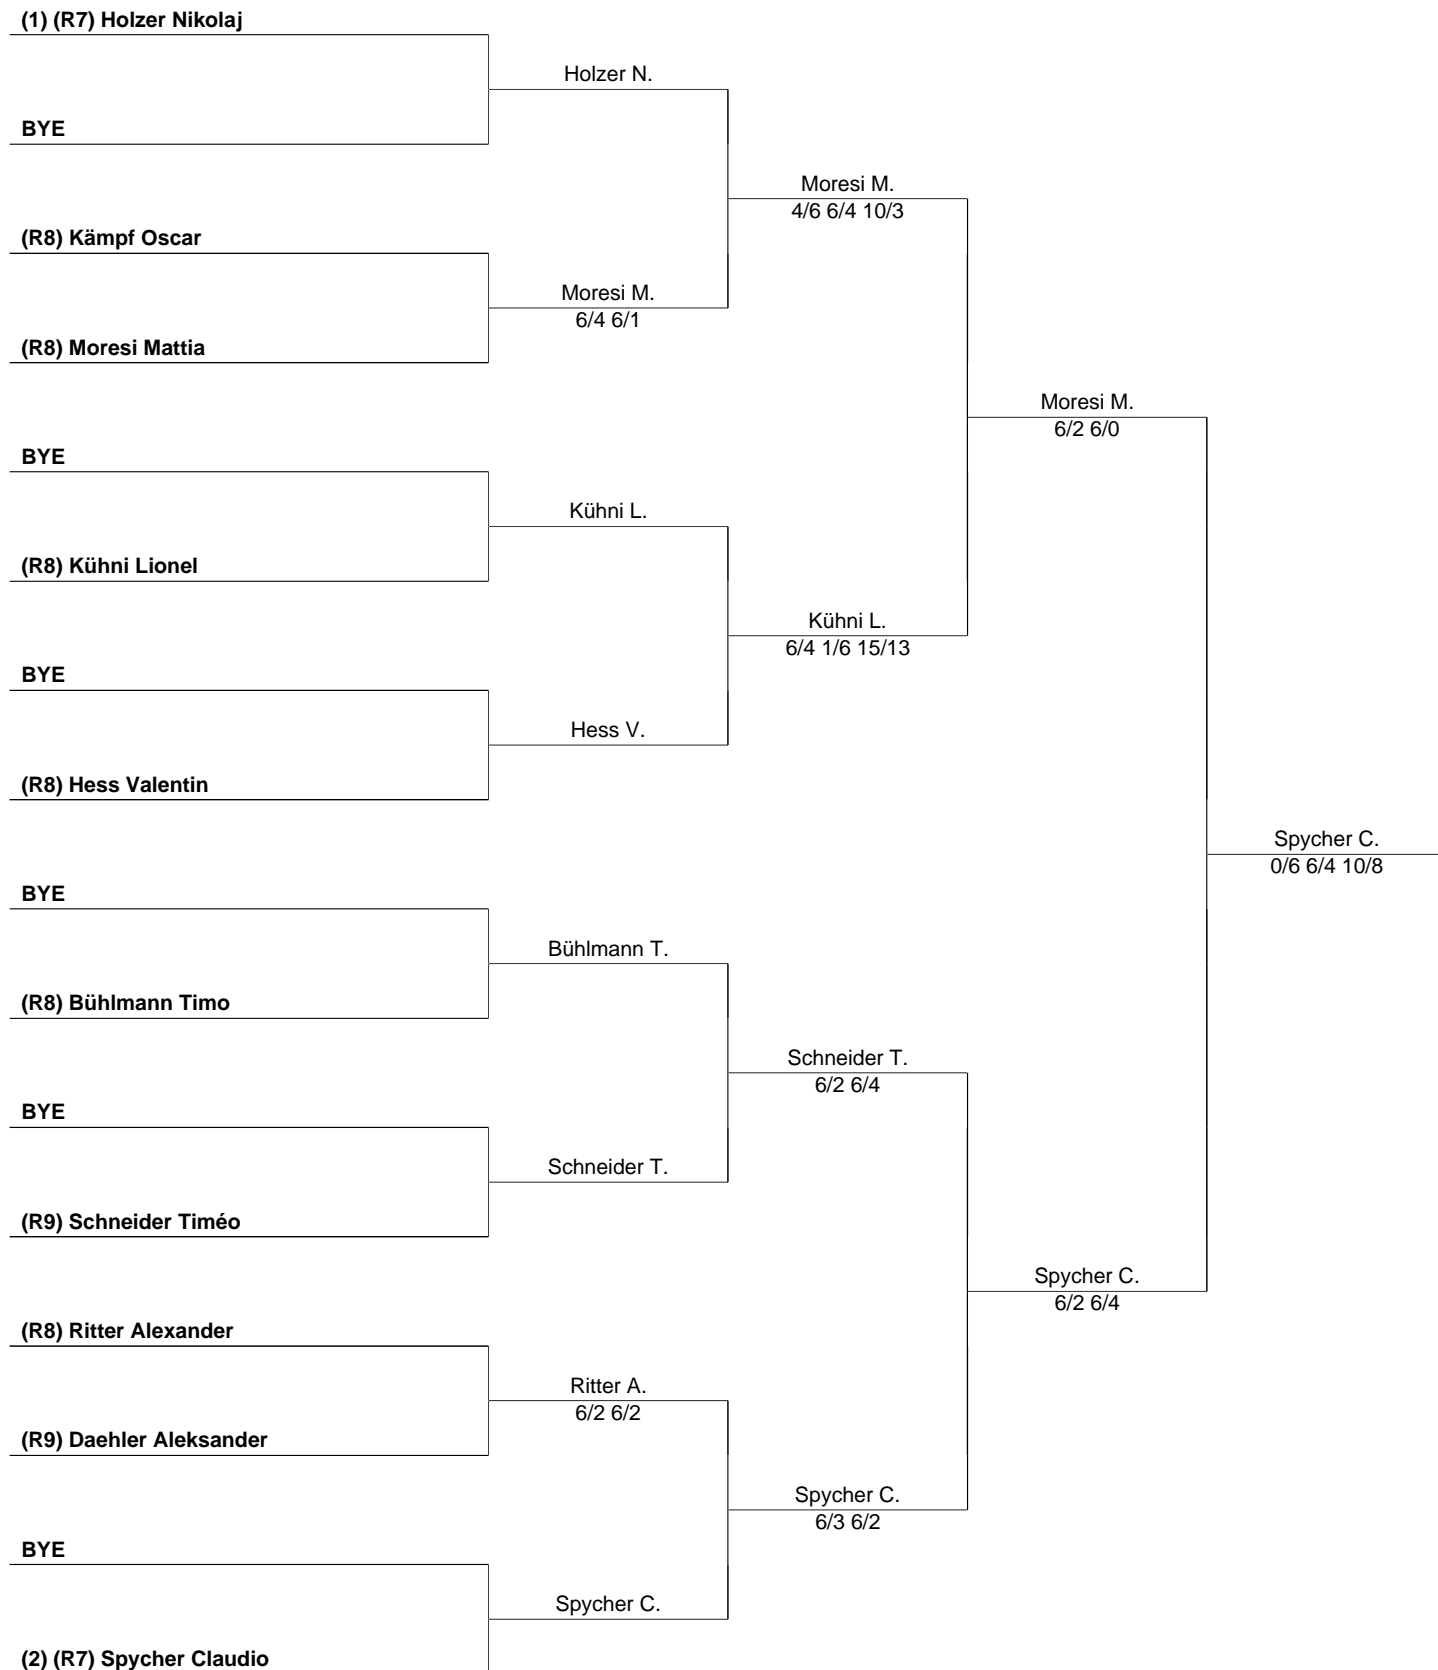 (1) (R7) Holzer Nikolaj
Holzer N.
BYE
Moresi M.
4/6 6/4 10/3
(R8) Kämpf Oscar
Moresi M.
6/4 6/1
(R8) Moresi Mattia
Moresi M.
6/2 6/0
BYE
Kühni L.
(R8) Kühni Lionel
Kühni L.
6/4 1/6 15/13
BYE
Hess V.
(R8) Hess Valentin
Spycher C.
0/6 6/4 10/8
BYE
Bühlmann T.
(R8) Bühlmann Timo
Schneider T.
6/2 6/4
BYE
Schneider T.
(R9) Schneider Timéo
Spycher C.
6/2 6/4
(R8) Ritter Alexander
Ritter A.
6/2 6/2
(R9) Daehler Aleksander
Spycher C.
6/3 6/2
BYE
Spycher C.
(2) (R7) Spycher Claudio